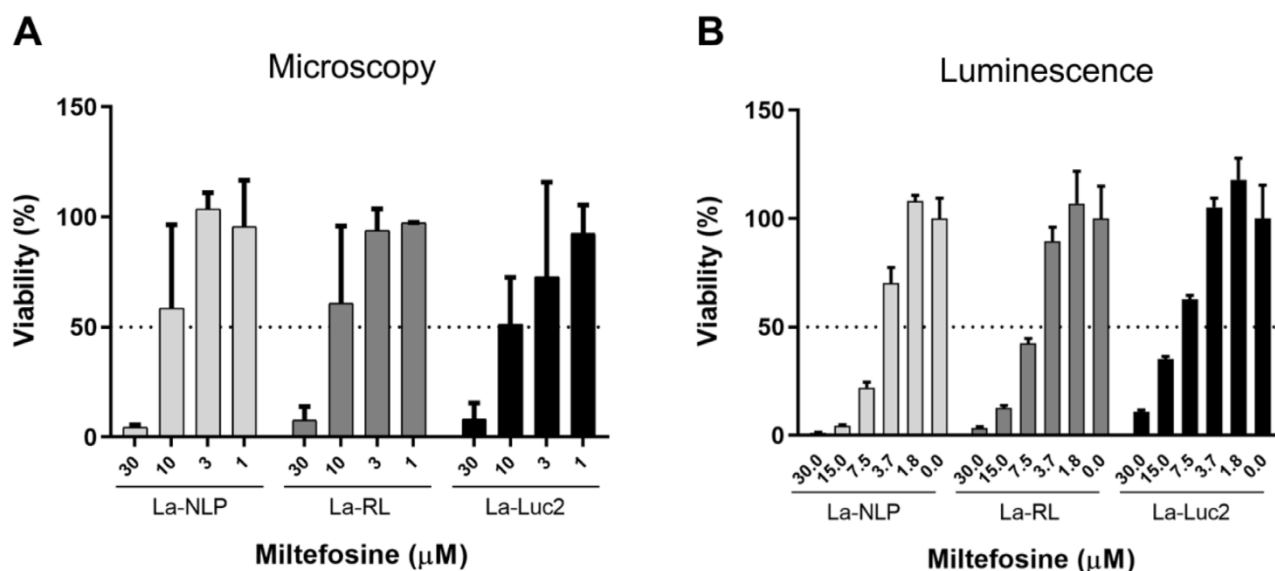 A
Microscopy
Viability (%)
150
100
50
0
30 10 3 1 30 10 3 1 30 10 3 1
La-NLP La-RL La-Luc2
Miltefosine (μM)
B
Luminescence
Viability (%)
150
100
50
0
30.0 15.0 7.5 3.7 1.8 0.0 30.0 15.0 7.5 3.7 1.8 0.0 30.0 15.0 7.5 3.7 1.8 0.0
La-NLP La-RL La-Luc2
Miltefosine (μM)